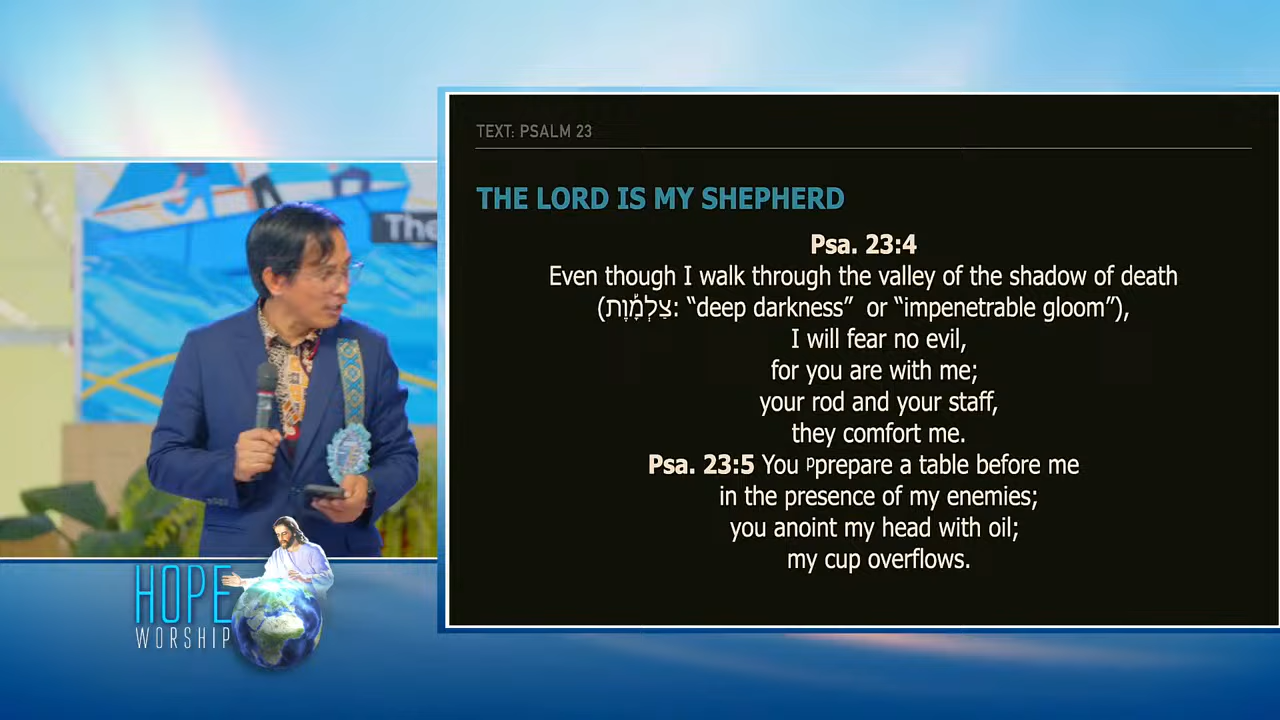 TEXT: PSALM 23
THE LORD IS MY SHEPHERD
Psa. 23:4
Even though I walk through the valley of the shadow of death
(צַלְמָ֡וֶת: “deep darkness”  or “impenetrable gloom”),
I will fear no evil,
for you are with me;
your rod and your staff,
they comfort me.
Psa. 23:5 You ᵖprepare a table before me
in the presence of my enemies;
you anoint my head with oil;
my cup overflows.
The
HOPE
WORSHIP